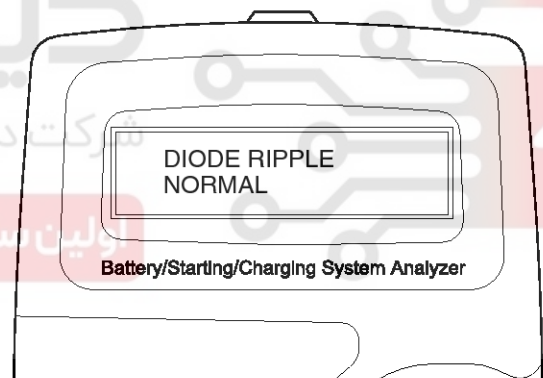 شرکت د
DIODE RIPPLE
NORMAL
اولین س
Battery/Starting/Charging System Analyzer